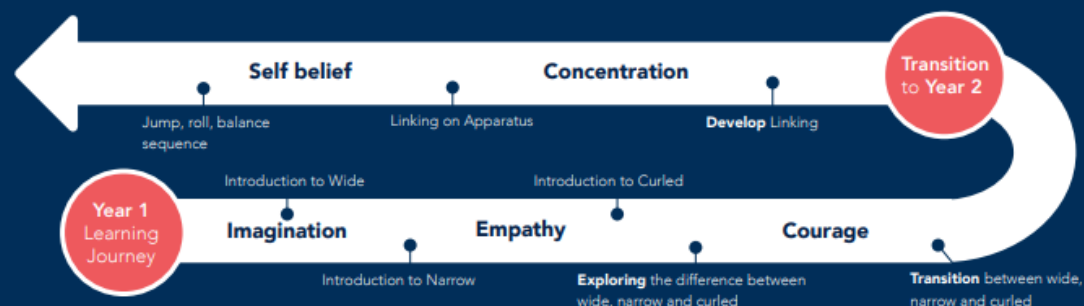 Self belief
Concentration
Transition
to Year 2
Jump, roll, balance
sequence
Linking on Apparatus
Develop Linking
Introduction to Wide
Introduction to Curled
Year 1
Learning
Journey
Imagination
Empathy
Courage
Introduction to Narrow
Exploring the difference between
wide, narrow and curled
Transition between wide,
narrow and curled